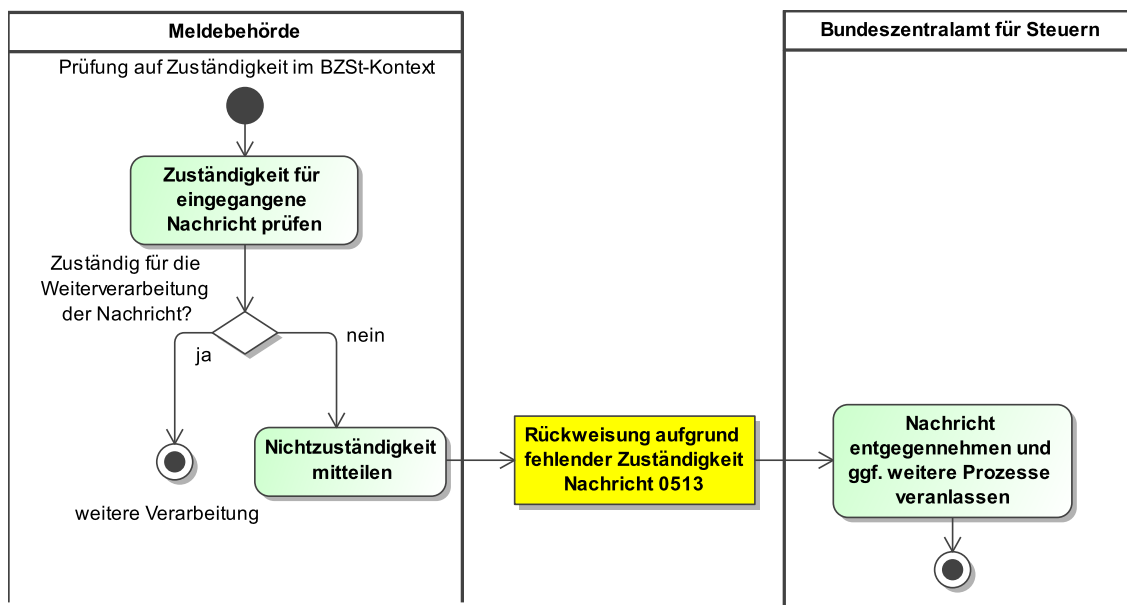 Meldebehörde
Bundeszentralamt für Steuern
Prüfung auf Zuständigkeit im BZSt-Kontext
Zuständigkeit für
eingegangene
Nachricht prüfen
Zuständig für die
Weiterverarbeitung
der Nachricht?
ja
nein
Nichtzuständigkeit
mitteilen
weitere Verarbeitung
Rückweisung aufgrund
fehlender Zuständigkeit
Nachricht 0513
Nachricht
entgegennehmen und
ggf. weitere Prozesse
veranlassen